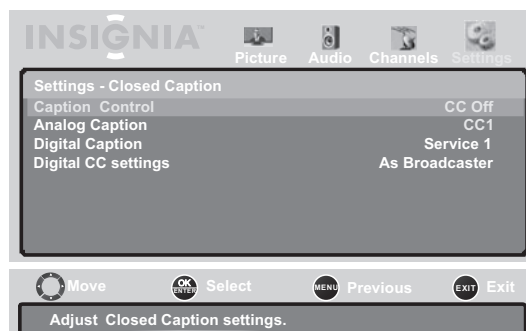 INSIGNIA™
Picture Audio Channels Settings
Settings - Closed Caption
Caption Control CC Off
Analog Caption CC1
Digital Caption Service 1
Digital CC settings As Broadcaster
Move OK ENTER Select MENU Previous EXIT Exit
Adjust Closed Caption settings.